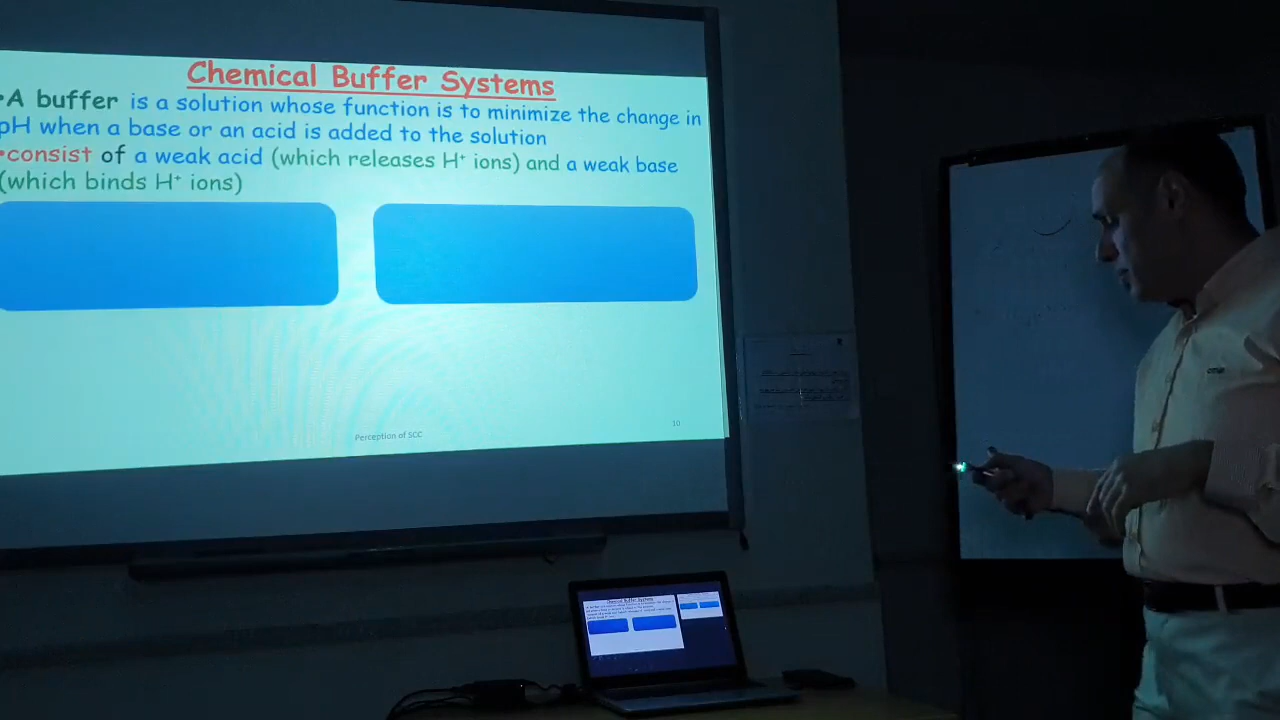 Chemical Buffer Systems
•A buffer is a solution whose function is to minimize the change in
pH when a base or an acid is added to the solution
•consist of a weak acid (which releases H⁺ ions) and a weak base
(which binds H⁺ ions)
Perception of SCC
10